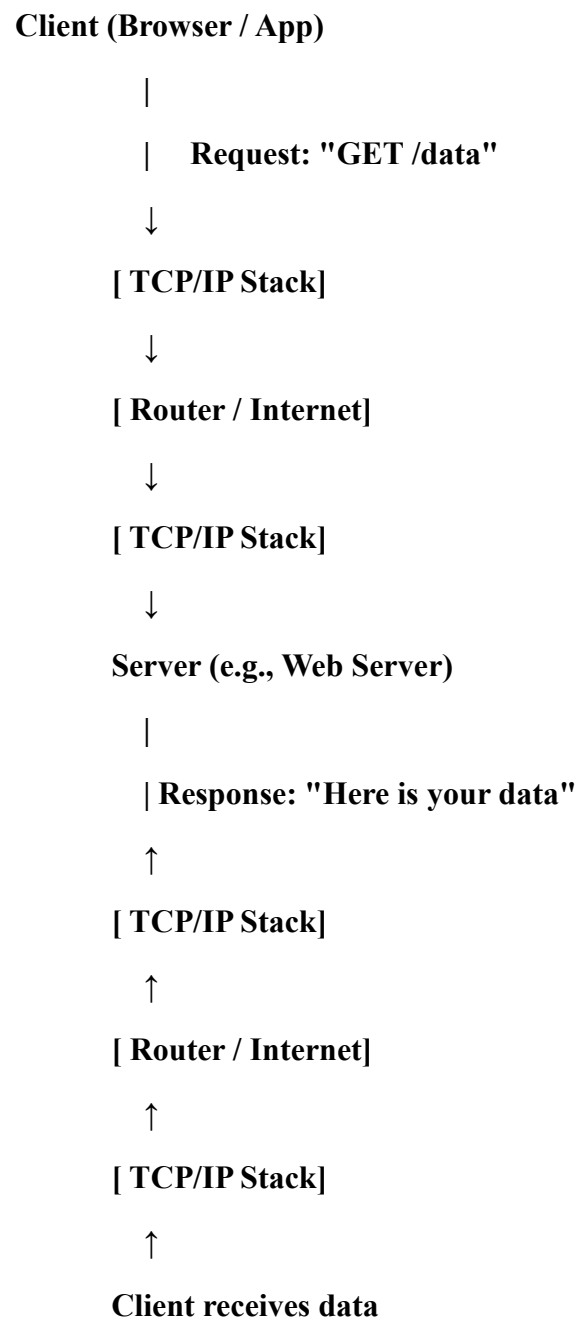 Client (Browser / App)
|
| Request: "GET /data"
↓
[ TCP/IP Stack]
↓
[ Router / Internet]
↓
[ TCP/IP Stack]
↓
Server (e.g., Web Server)
|
| Response: "Here is your data"
↑
[ TCP/IP Stack]
↑
[ Router / Internet]
↑
[ TCP/IP Stack]
↑
Client receives data